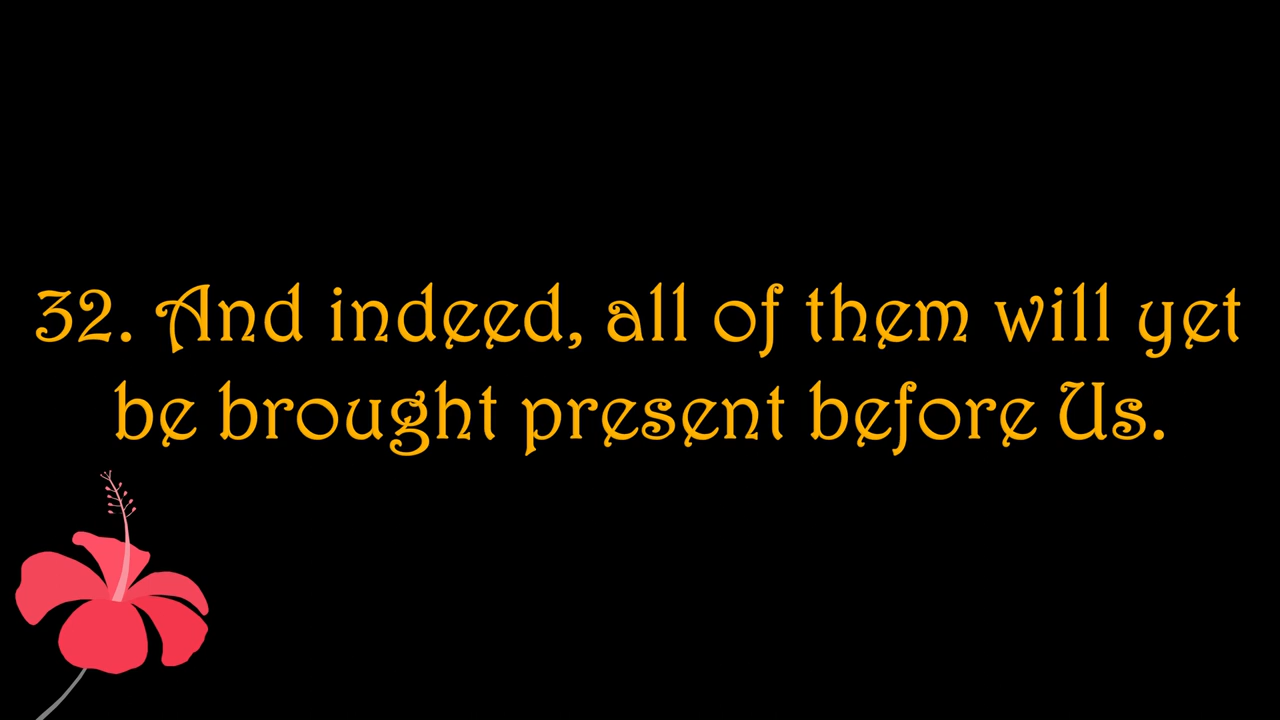 32. And indeed, all of them will yet
be brought present before Us.